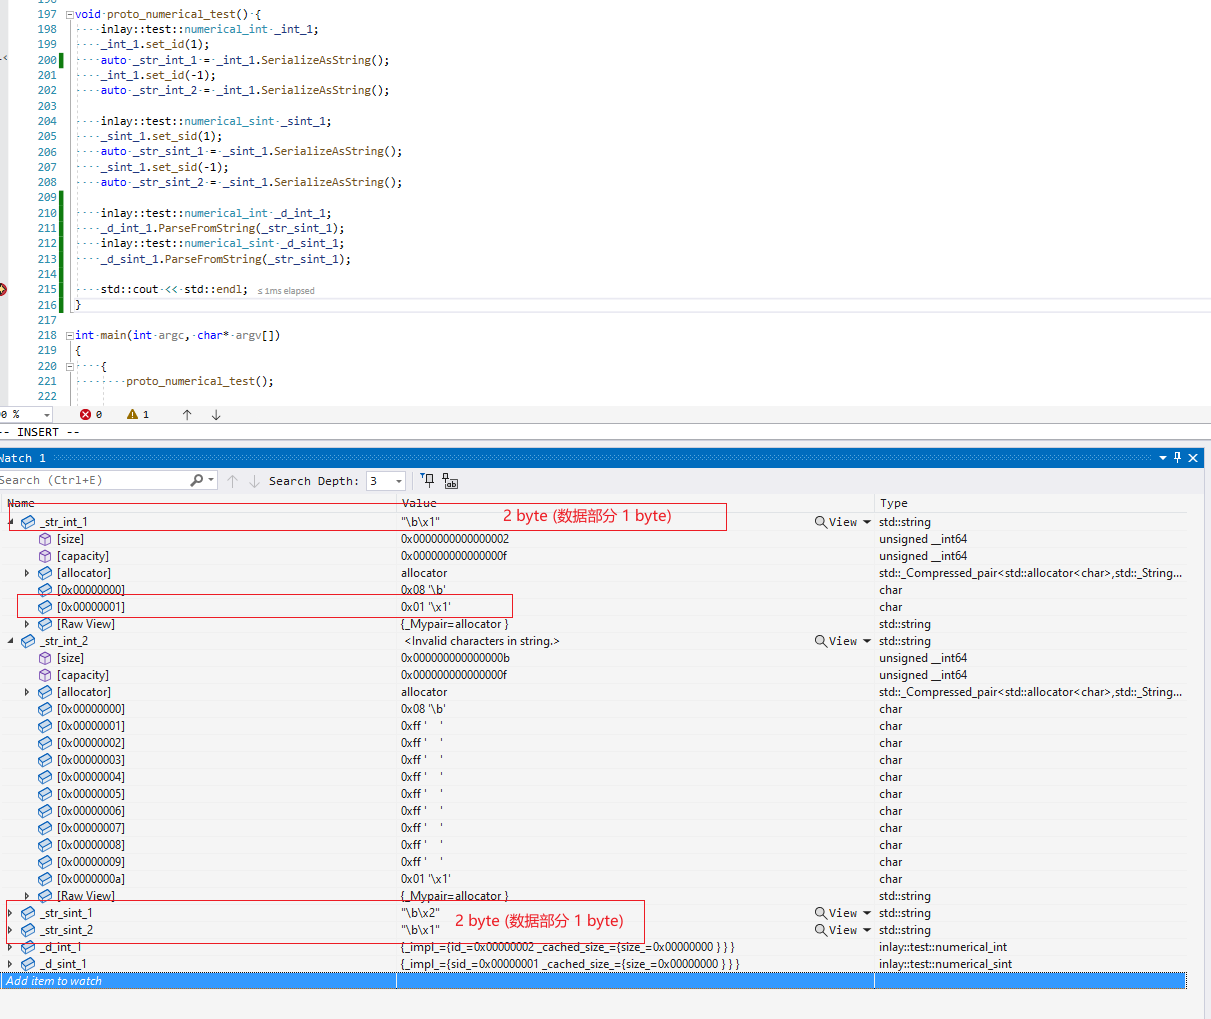 196
197 void proto_numerical_test() {
198 inlay::test::numerical_int _int_1;
199 _int_1.set_id(1);
200 auto _str_int_1 = _int_1.SerializeAsString();
201 _int_1.set_id(-1);
202 auto _str_int_2 = _int_1.SerializeAsString();
203
204 inlay::test::numerical_sint _sint_1;
205 _sint_1.set_sid(1);
206 auto _str_sint_1 = _sint_1.SerializeAsString();
207 _sint_1.set_sid(-1);
208 auto _str_sint_2 = _sint_1.SerializeAsString();
209
210 inlay::test::numerical_int _d_int_1;
211 _d_int_1.ParseFromString(_str_sint_1);
212 inlay::test::numerical_sint _d_sint_1;
213 _d_sint_1.ParseFromString(_str_sint_1);
214
215 std::cout << std::endl; ≤ 1ms elapsed
216 }
217
218 int main(int argc, char* argv[])
219 {
220 {
221 proto_numerical_test();
222
0 % 0 1 ↑ ↓
-- INSERT --
Watch 1
Search (Ctrl+E) Search Depth: 3
Name Value Type
_str_int_1 "\b\x1" 2 byte (数据部分 1 byte) View std::string
[size] 0x0000000000000002 unsigned __int64
[capacity] 0x000000000000000f unsigned __int64
[allocator] allocator std::_Compressed_pair<std::allocator<char>,std::_String...
[0x00000000] 0x08 '\b' char
[0x00000001] 0x01 '\x1' char
[Raw View] {_Mypair=allocator } std::string
_str_int_2 <Invalid characters in string.> View std::string
[size] 0x000000000000000b unsigned __int64
[capacity] 0x000000000000000f unsigned __int64
[allocator] allocator std::_Compressed_pair<std::allocator<char>,std::_String...
[0x00000000] 0x08 '\b' char
[0x00000001] 0xff ' ' char
[0x00000002] 0xff ' ' char
[0x00000003] 0xff ' ' char
[0x00000004] 0xff ' ' char
[0x00000005] 0xff ' ' char
[0x00000006] 0xff ' ' char
[0x00000007] 0xff ' ' char
[0x00000008] 0xff ' ' char
[0x00000009] 0xff ' ' char
[0x0000000a] 0x01 '\x1' char
[Raw View] {_Mypair=allocator } std::string
_str_sint_1 "\b\x2" 2 byte (数据部分 1 byte) View std::string
_str_sint_2 "\b\x1" View std::string
_d_int_1 {_impl_={id_=0x00000002 _cached_size_={size_=0x00000000 } } } inlay::test::numerical_int
_d_sint_1 {_impl_={sid_=0x00000001 _cached_size_={size_=0x00000000 } } } inlay::test::numerical_sint
Add item to watch